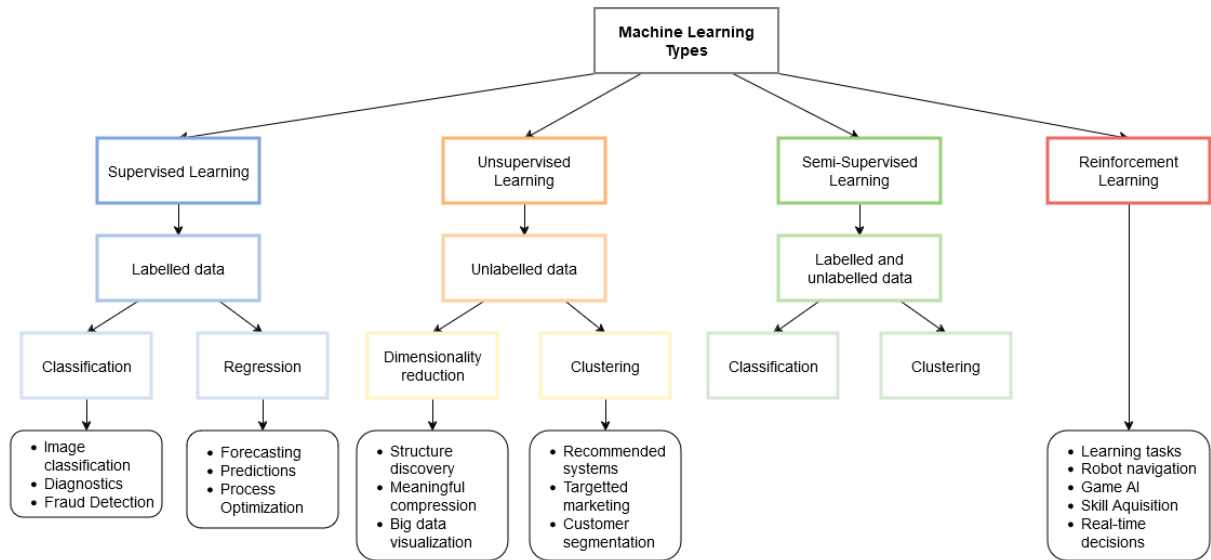 Machine Learning
Types
Supervised Learning
Unsupervised
Learning
Semi-Supervised
Learning
Reinforcement
Learning
Labelled data
Unlabelled data
Labelled and
unlabelled data
Classification
Regression
Dimensionality
reduction
Clustering
Classification
Clustering
• Image
classification
• Diagnostics
• Fraud Detection
• Forecasting
• Predictions
• Process
Optimization
• Structure
discovery
• Meaningful
compression
• Big data
visualization
• Recommended
systems
• Targetted
marketing
• Customer
segmentation
• Learning tasks
• Robot navigation
• Game AI
• Skill Aquisition
• Real-time
decisions